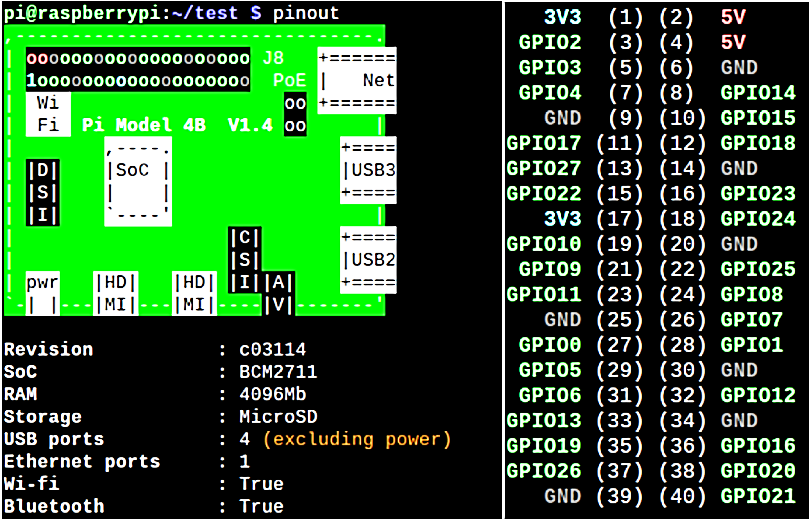 pi@raspberrypi:~/test S pinout
,--------------------------------.
| oooooooooooooooooooo J8   +======
| 1ooooooooooooooooooo  PoE |   Net
| Wi                    oo  +======
| Fi  Pi Model 4B  V1.4 oo      |
|        ,----.               +====
| |D|    |SoC |               |USB3
| |S|    |    |               +====
| |I|    `----'                  |
|                   |C|       +====
|                   |S|       |USB2
| pwr   |HD|   |HD| |I||A|    +====
`-| |---|MI|---|MI|----|V|-------'
Revision : c03114
SoC : BCM2711
RAM : 4096Mb
Storage : MicroSD
USB ports : 4 (excluding power)
Ethernet ports : 1
Wi-fi : True
Bluetooth : True
3V3 (1) (2) 5V
GPIO2 (3) (4) 5V
GPIO3 (5) (6) GND
GPIO4 (7) (8) GPIO14
GND (9) (10) GPIO15
GPIO17 (11) (12) GPIO18
GPIO27 (13) (14) GND
GPIO22 (15) (16) GPIO23
3V3 (17) (18) GPIO24
GPIO10 (19) (20) GND
GPIO9 (21) (22) GPIO25
GPIO11 (23) (24) GPIO8
GND (25) (26) GPIO7
GPIO0 (27) (28) GPIO1
GPIO5 (29) (30) GND
GPIO6 (31) (32) GPIO12
GPIO13 (33) (34) GND
GPIO19 (35) (36) GPIO16
GPIO26 (37) (38) GPIO20
GND (39) (40) GPIO21